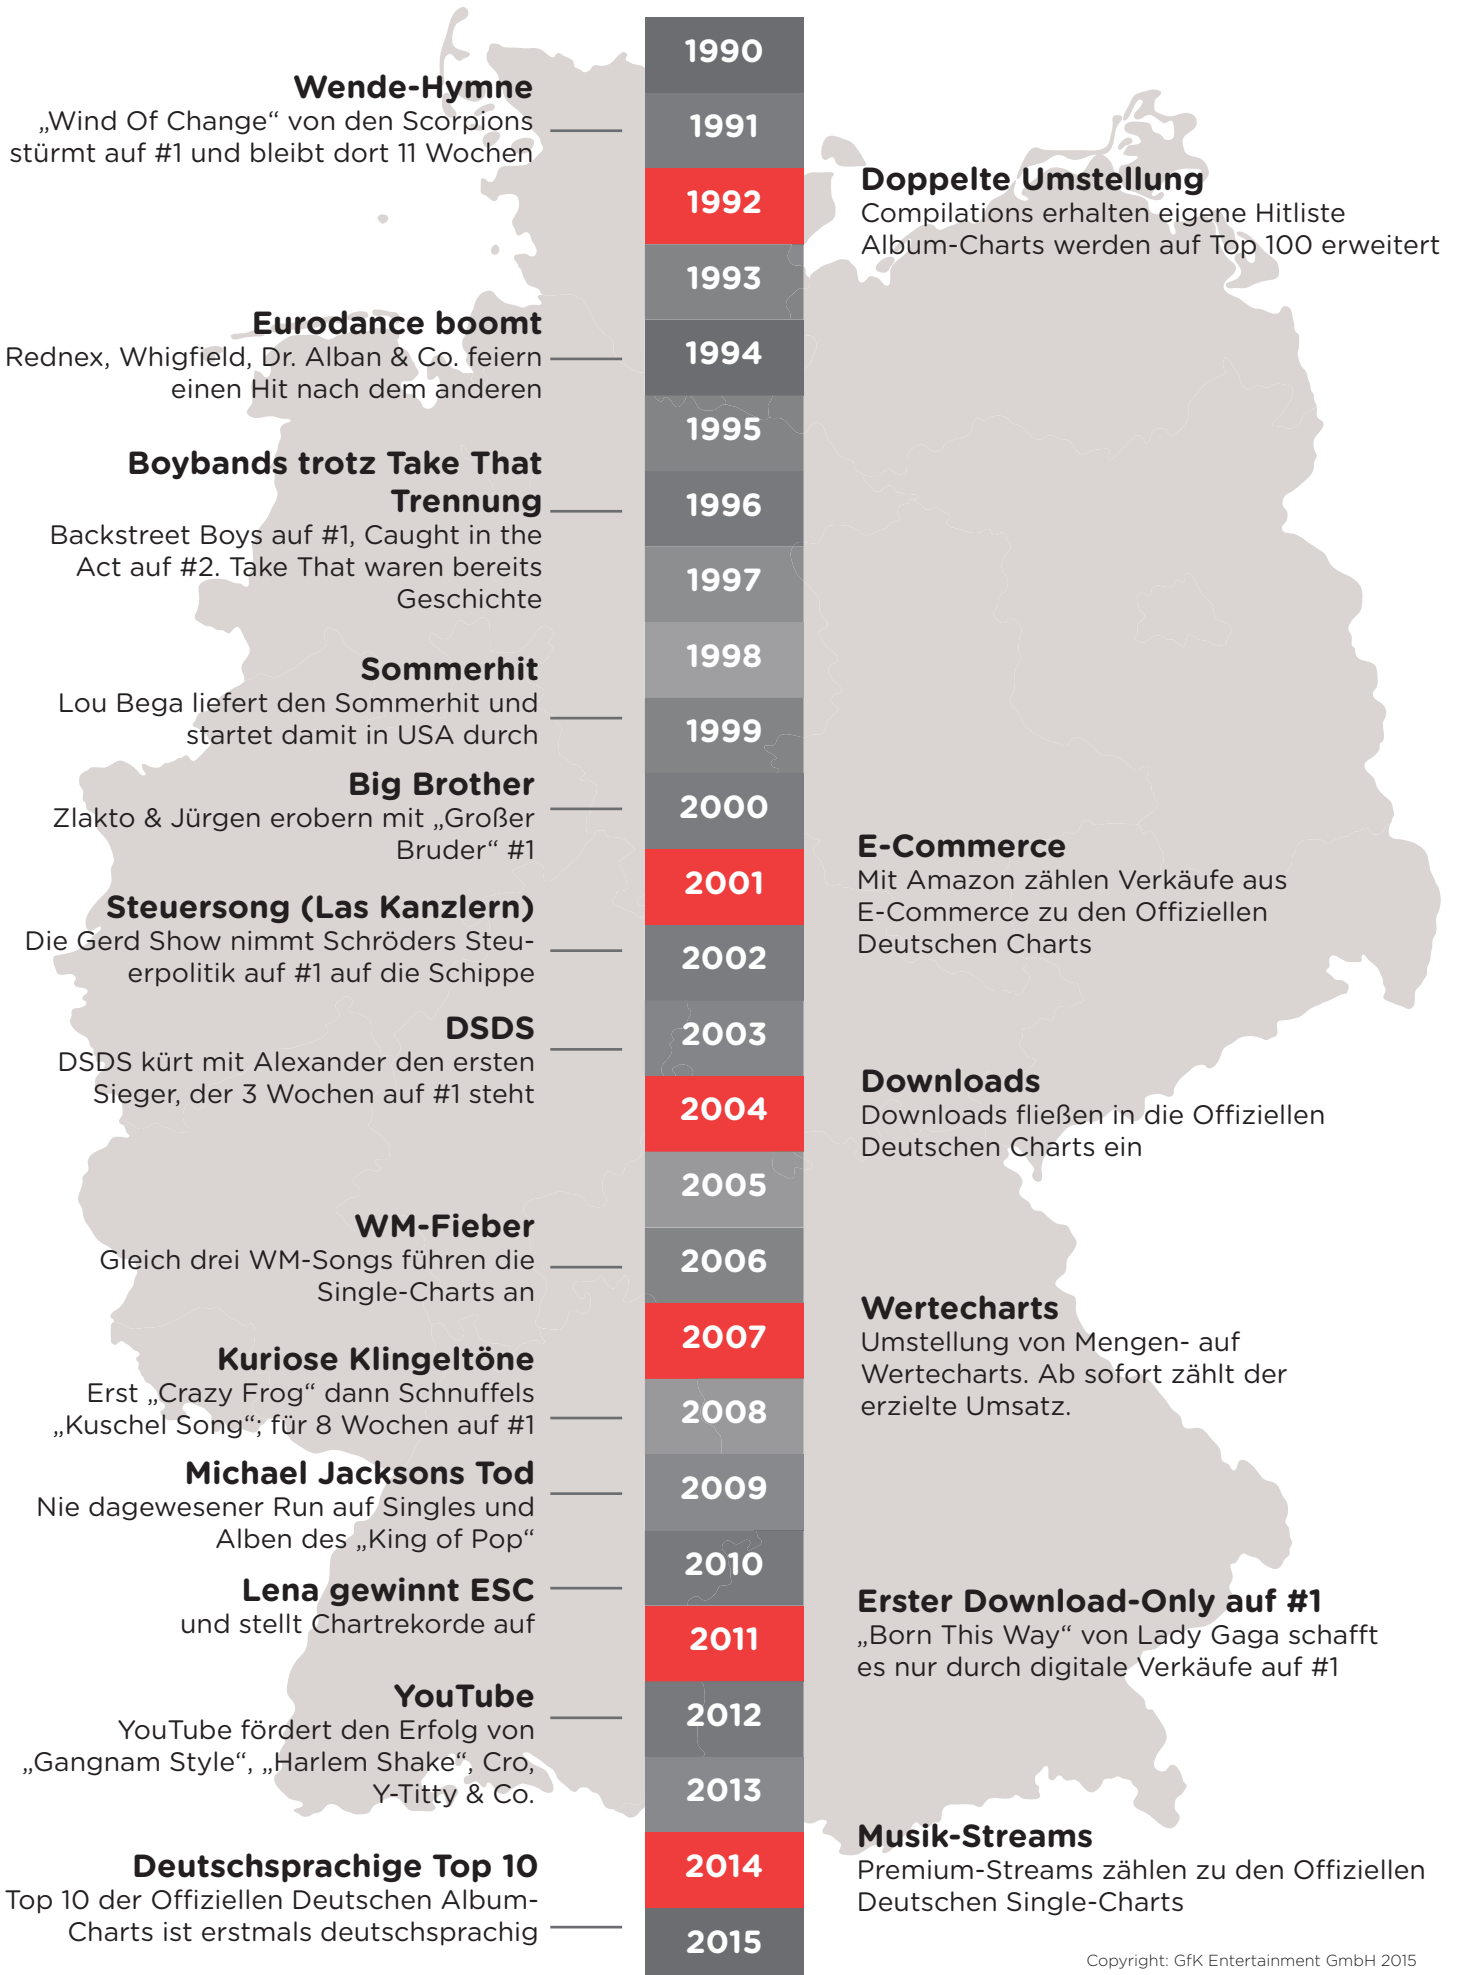 1990
Wende-Hymne
„Wind Of Change“ von den Scorpions
stürmt auf #1 und bleibt dort 11 Wochen
1991
1992
Doppelte Umstellung
Compilations erhalten eigene Hitliste
Album-Charts werden auf Top 100 erweitert
1993
Eurodance boomt
Rednex, Whigfield, Dr. Alban & Co. feiern
einen Hit nach dem anderen
1994
1995
Boybands trotz Take That
Trennung
Backstreet Boys auf #1, Caught in the
Act auf #2. Take That waren bereits
Geschichte
1996
1997
1998
Sommerhit
Lou Bega liefert den Sommerhit und
startet damit in USA durch
1999
Big Brother
Zlakto & Jürgen erobern mit „Großer
Bruder“ #1
2000
2001
E-Commerce
Mit Amazon zählen Verkäufe aus
E-Commerce zu den Offiziellen
Deutschen Charts
Steuersong (Las Kanzlern)
Die Gerd Show nimmt Schröders Steu-
erpolitik auf #1 auf die Schippe
2002
DSDS
DSDS kürt mit Alexander den ersten
Sieger, der 3 Wochen auf #1 steht
2003
2004
Downloads
Downloads fließen in die Offiziellen
Deutschen Charts ein
2005
WM-Fieber
Gleich drei WM-Songs führen die
Single-Charts an
2006
2007
Wertecharts
Umstellung von Mengen- auf
Wertecharts. Ab sofort zählt der
erzielte Umsatz.
Kuriose Klingeltöne
Erst „Crazy Frog“ dann Schnuffels
„Kuschel Song“; für 8 Wochen auf #1
2008
Michael Jacksons Tod
Nie dagewesener Run auf Singles und
Alben des „King of Pop“
2009
2010
Lena gewinnt ESC
und stellt Chartrekorde auf
2011
Erster Download-Only auf #1
„Born This Way“ von Lady Gaga schafft
es nur durch digitale Verkäufe auf #1
YouTube
YouTube fördert den Erfolg von
„Gangnam Style“, „Harlem Shake“, Cro,
Y-Titty & Co.
2012
2013
2014
Musik-Streams
Premium-Streams zählen zu den Offiziellen
Deutschen Single-Charts
Deutschsprachige Top 10
Top 10 der Offiziellen Deutschen Album-
Charts ist erstmals deutschsprachig
2015
Copyright: GfK Entertainment GmbH 2015